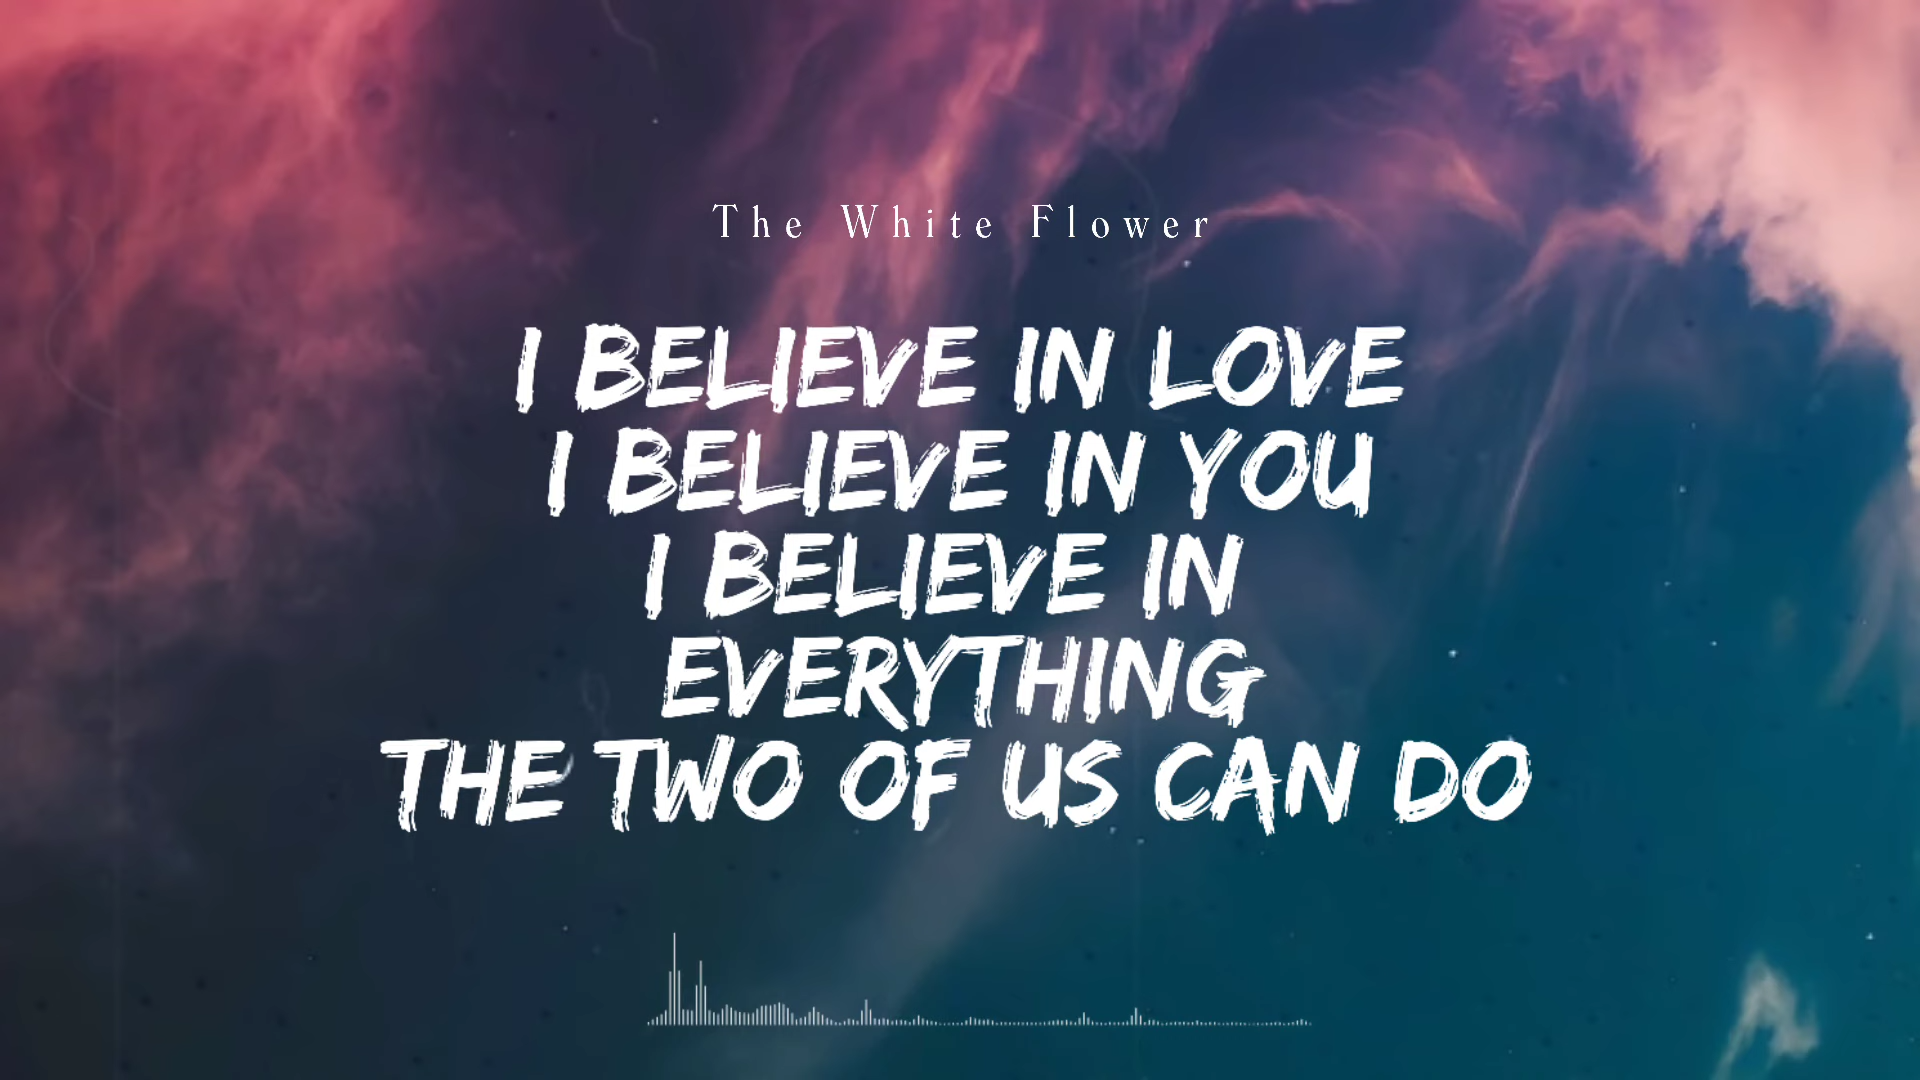 The White Flower
I BELIEVE IN LOVE
I BELIEVE IN YOU
I BELIEVE IN
EVERYTHING
THE TWO OF US CAN DO